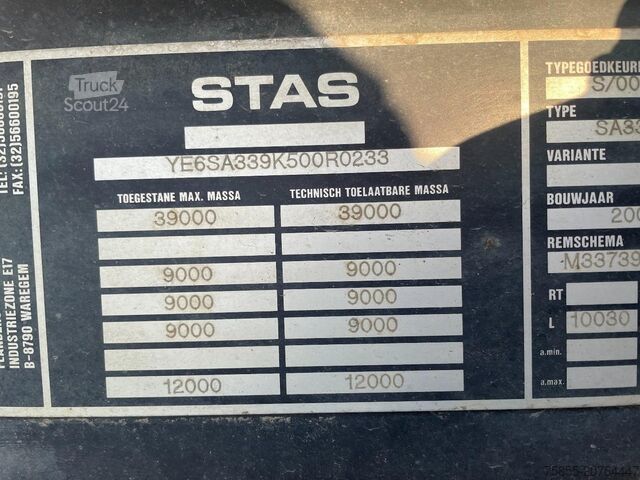 Truck
Scout24
STAS
YE6SA339K500R0233
TOEGESTANE MAX. MASSA
TECHNISCH TOELAATBARE MASSA
39000 39000
9000 9000
9000 9000
9000 9000
12000 12000
FAX: (32)56600195
INDUSTRIEZONE E17
B-8790 WAREGEM
TYPEGOEDKEURI
S/00
TYPE
SA33
VARIANTE
BOUWJAAR
200
REMSCHEMA
M33739
RT
L 10030
a.min.
a.max.